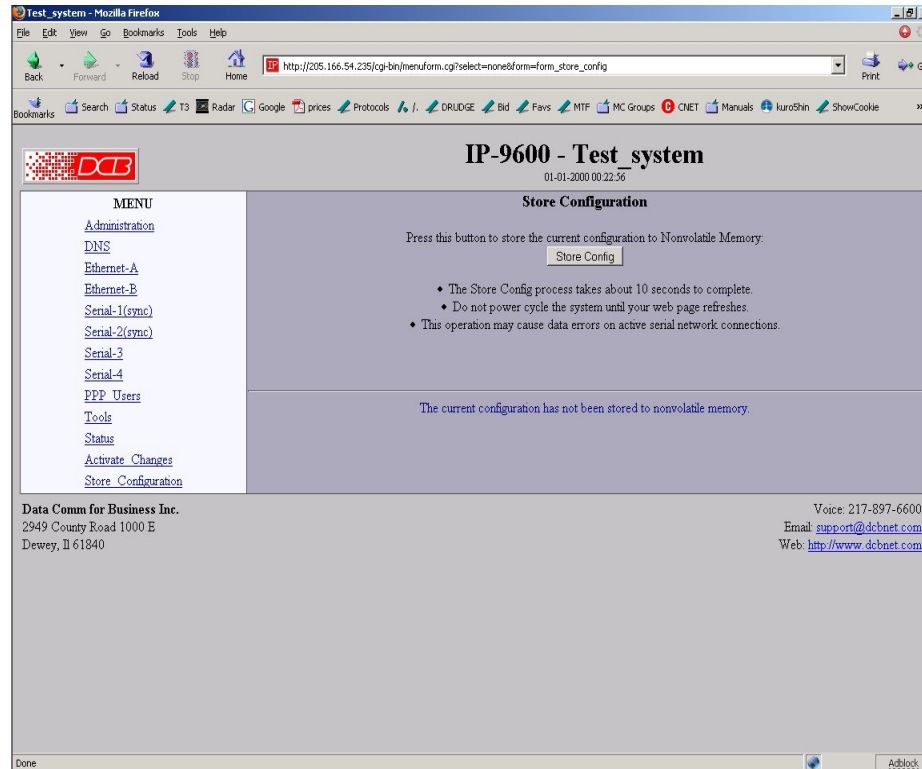 Test_system - Mozilla Firefox
File Edit View Go Bookmarks Tools Help
Back Forward Reload Stop Home http://205.166.54.235/cgi-bin/menuform.cgi?select=none&form=form_store_config Print G
Bookmarks Search Status T3 Radar Google prices Protocols /. DRUDGE Bid Favs MTF MC Groups CNET Manuals kuro5hin ShowCookie »
DCB
IP-9600 - Test_system
01-01-2000 00:22:56
MENU
Administration
DNS
Ethernet-A
Ethernet-B
Serial-1(sync)
Serial-2(sync)
Serial-3
Serial-4
PPP Users
Tools
Status
Activate Changes
Store Configuration
Store Configuration
Press this button to store the current configuration to Nonvolatile Memory:
Store Config
• The Store Config process takes about 10 seconds to complete.
• Do not power cycle the system until your web page refreshes.
• This operation may cause data errors on active serial network connections.
The current configuration has not been stored to nonvolatile memory.
Data Comm for Business Inc.
2949 County Road 1000 E
Dewey, Il 61840
Voice: 217-897-6600
Email: support@dcbnet.com
Web: http://www.dcbnet.com
Done
Adblock